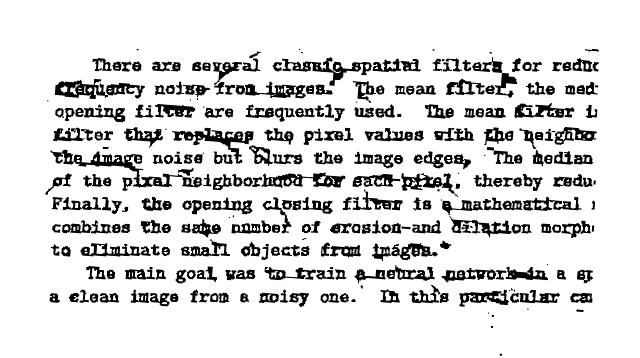 There are several classic spatial filters for reduc
frequency noise from images. The mean filter, the med
opening filter are frequently used. The mean filter i
filter that replaces the pixel values with the neighbo
the image noise but blurs the image edges, The median
of the pixel neighborhood for each pixel, thereby redu
Finally, the opening closing filter is a mathematical
combines the same number of erosion-and dilation morph
to eliminate small objects from images.
The main goal was to train a neural network in a sp
a clean image from a noisy one. In this particular ca